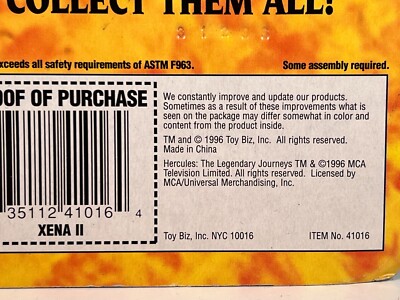 COLLECT THEM ALL!
exceeds all safety requirements of ASTM F963.
Some assembly required.
OOF OF PURCHASE
35112 41016 4
XENA II
We constantly improve and update our products.
Sometimes as a result of these improvements what is
seen on the package may differ somewhat in color and
content from the product inside.
TM and © 1996 Toy Biz, Inc. All rights reserved.
Made in China
Hercules: The Legendary Journeys TM & ©1996 MCA
Television Limited. All rights reserved. Licensed by
MCA/Universal Merchandising, Inc.
Toy Biz, Inc. NYC 10016
ITEM No. 41016